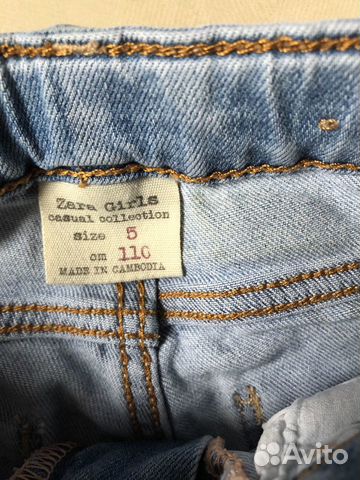 Zara Girls
casual collection
size 5
cm 110
MADE IN CAMBODIA
Avito